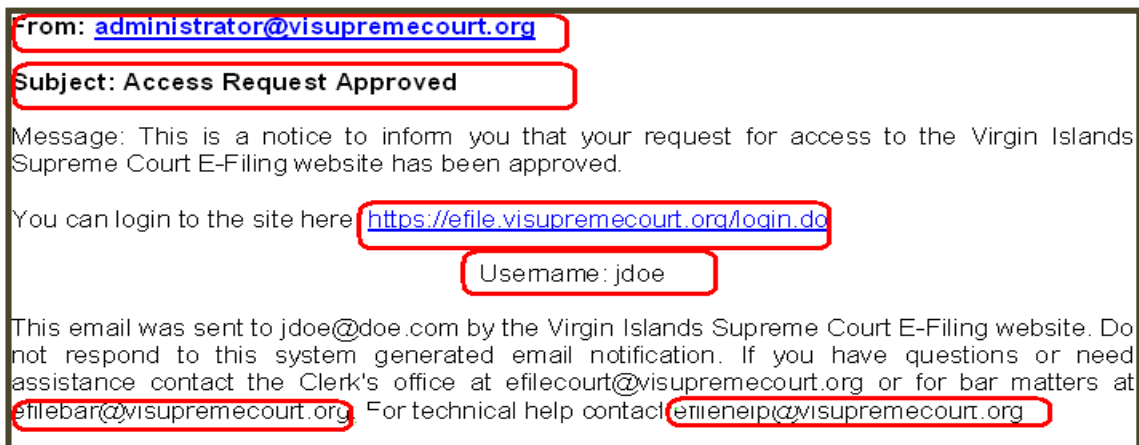 From: administrator@visupremecourt.org
Subject: Access Request Approved
Message: This is a notice to inform you that your request for access to the Virgin Islands
Supreme Court E-Filing website has been approved.
You can login to the site here https://efile.visupremecourt.org/login.do
Username: jdoe
This email was sent to jdoe@doe.com by the Virgin Islands Supreme Court E-Filing website. Do
not respond to this system generated email notification. If you have questions or need
assistance contact the Clerk's office at efilecourt@visupremecourt.org or for bar matters at
efilebar@visupremecourt.org. For technical help contact efilehelp@visupremecourt.org